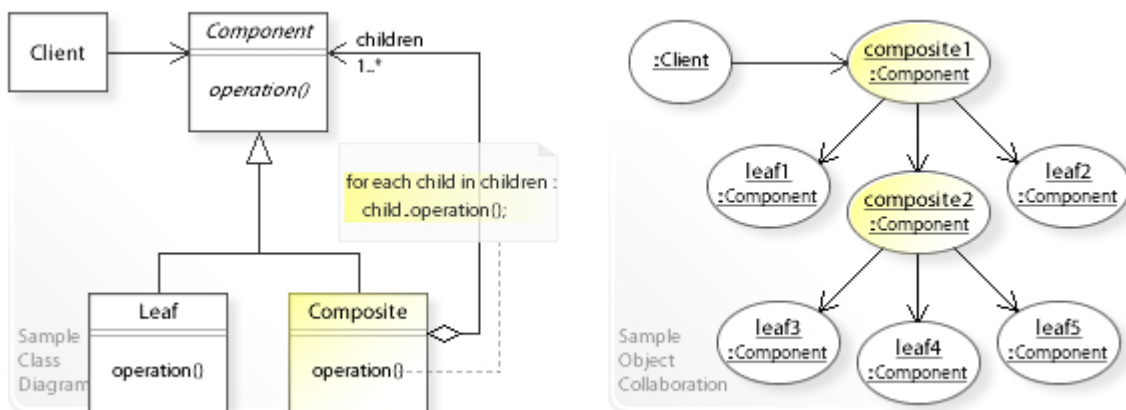 Client
Component
operation()
children
1..*
for each child in children :
child.operation();
Leaf
operation()
Composite
operation()
Sample
Class
Diagram
:Client
composite1
:Component
leaf1
:Component
composite2
:Component
leaf2
:Component
leaf3
:Component
leaf4
:Component
leaf5
:Component
Sample
Object
Collaboration